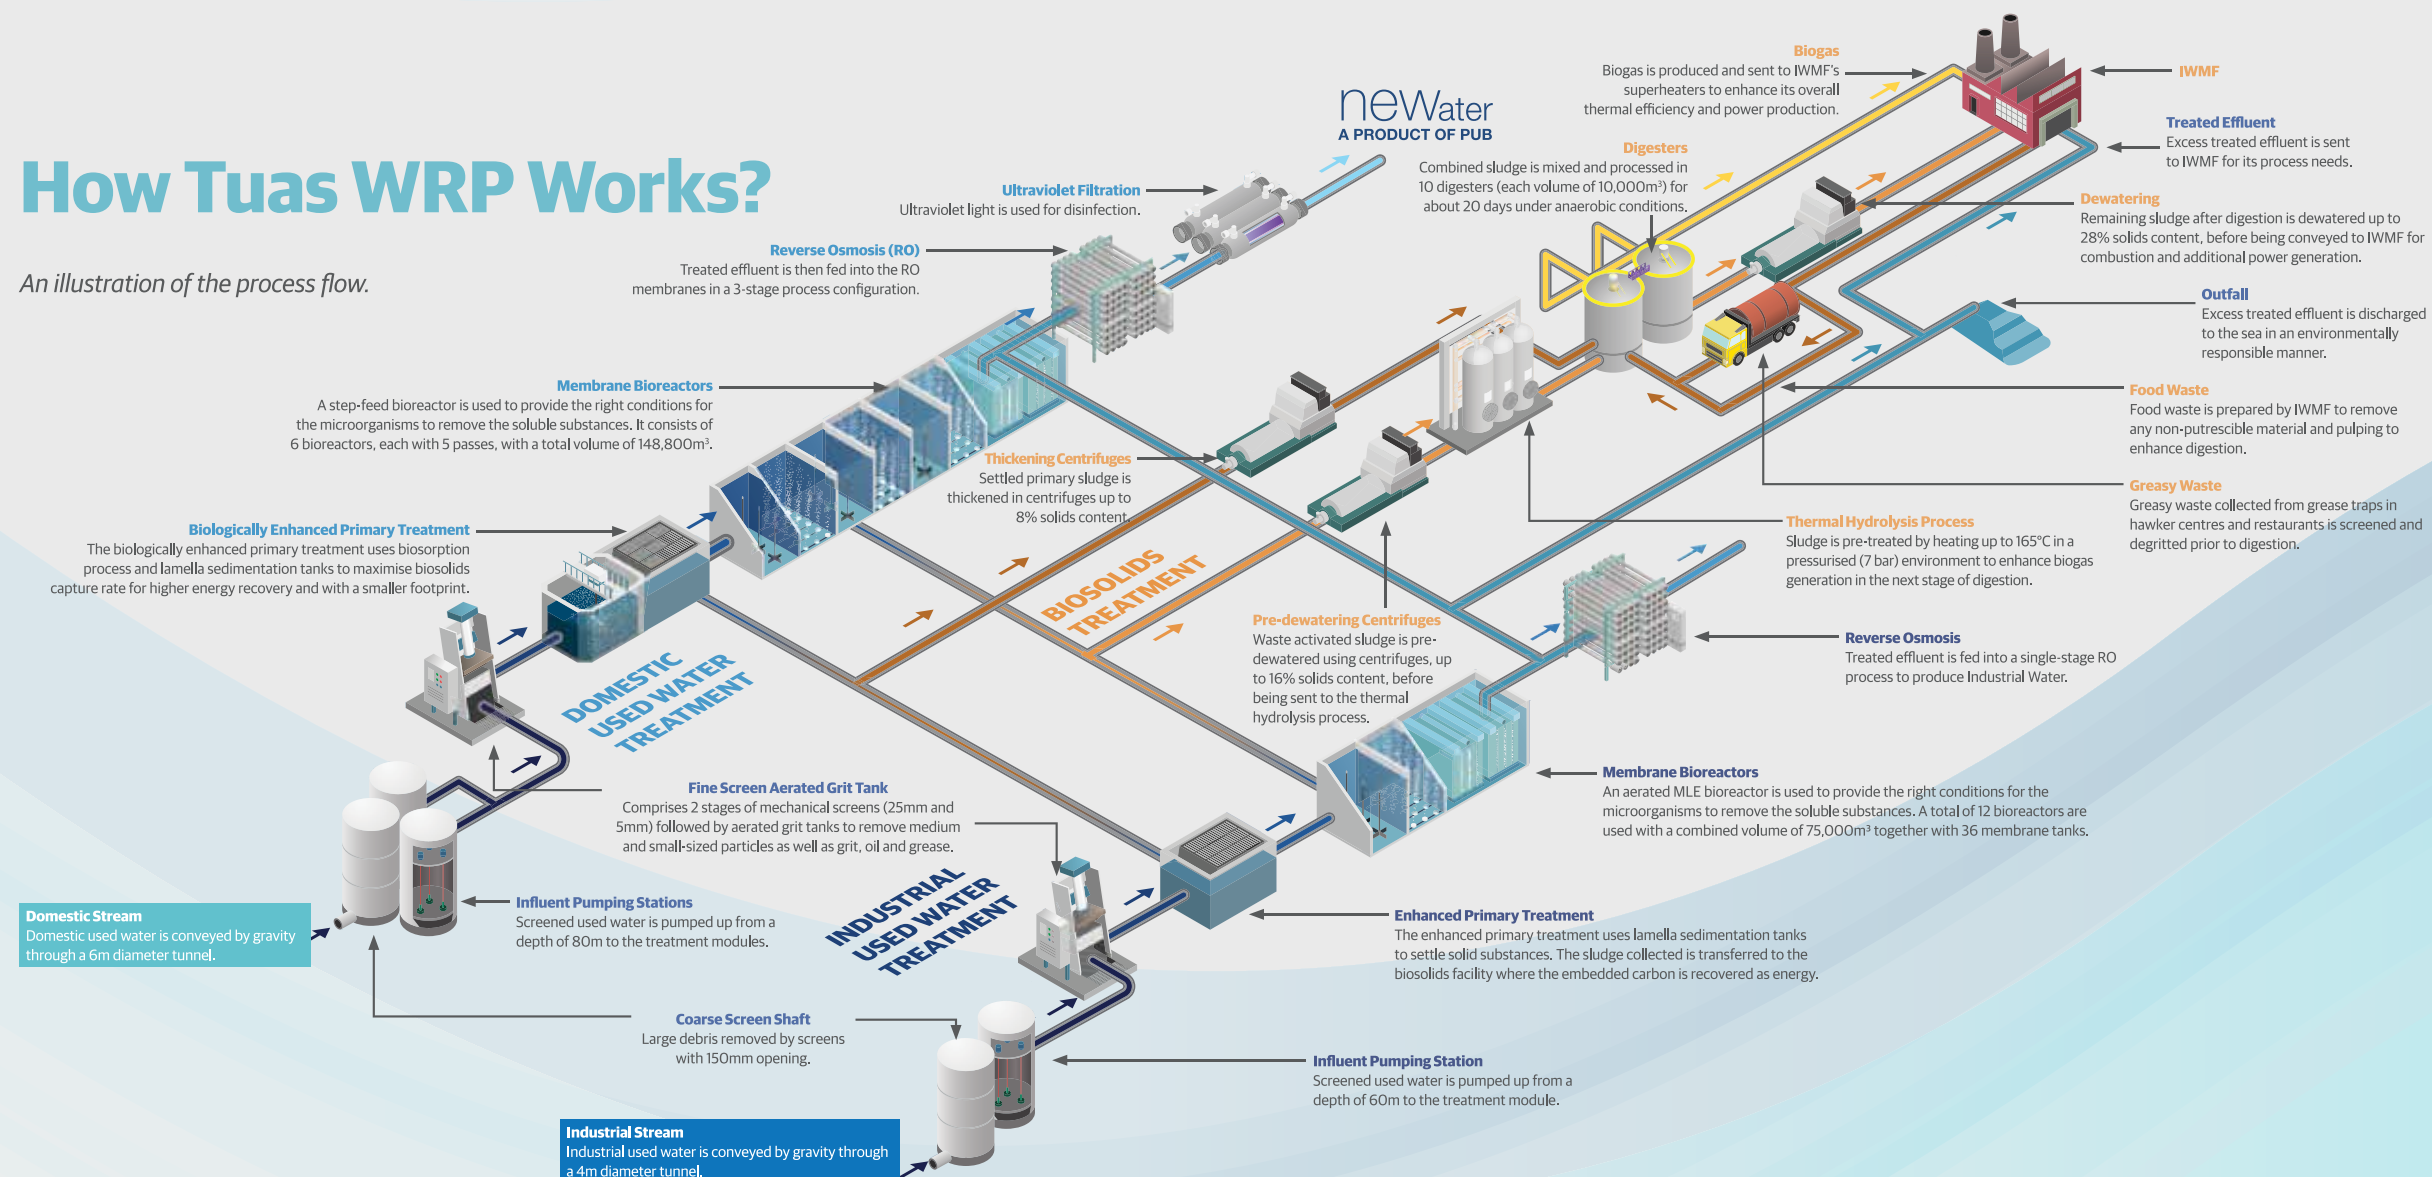 How Tuas WRP Works?
An illustration of the process flow.
newater
A PRODUCT OF PUB
Biogas
Biogas is produced and sent to IWMF's
superheaters to enhance its overall
thermal efficiency and power production.
IWMF
Treated Effluent
Excess treated effluent is sent
to IWMF for its process needs.
Digesters
Combined sludge is mixed and processed in
10 digesters (each volume of 10,000m³) for
about 20 days under anaerobic conditions.
Dewatering
Remaining sludge after digestion is dewatered up to
28% solids content, before being conveyed to IWMF for
combustion and additional power generation.
Ultraviolet Filtration
Ultraviolet light is used for disinfection.
Reverse Osmosis (RO)
Treated effluent is then fed into the RO
membranes in a 3-stage process configuration.
Outfall
Excess treated effluent is discharged
to the sea in an environmentally
responsible manner.
Membrane Bioreactors
A step-feed bioreactor is used to provide the right conditions for
the microorganisms to remove the soluble substances. It consists of
6 bioreactors, each with 5 passes, with a total volume of 148,800m³.
Food Waste
Food waste is prepared by IWMF to remove
any non-putrescible material and pulping to
enhance digestion.
Thickening Centrifuges
Settled primary sludge is
thickened in centrifuges up to
8% solids content.
Greasy Waste
Greasy waste collected from grease traps in
hawker centres and restaurants is screened and
degritted prior to digestion.
Biologically Enhanced Primary Treatment
The biologically enhanced primary treatment uses biosorption
process and lamella sedimentation tanks to maximise biosolids
capture rate for higher energy recovery and with a smaller footprint.
Thermal Hydrolysis Process
Sludge is pre-treated by heating up to 165°C in a
pressurised (7 bar) environment to enhance biogas
generation in the next stage of digestion.
BIOSOLIDS
TREATMENT
Pre-dewatering Centrifuges
Waste activated sludge is pre-
dewatered using centrifuges, up
to 16% solids content, before
being sent to the thermal
hydrolysis process.
Reverse Osmosis
Treated effluent is fed into a single-stage RO
process to produce Industrial Water.
DOMESTIC
USED WATER
TREATMENT
Membrane Bioreactors
An aerated MLE bioreactor is used to provide the right conditions for the
microorganisms to remove the soluble substances. A total of 12 bioreactors are
used with a combined volume of 75,000m³ together with 36 membrane tanks.
Fine Screen Aerated Grit Tank
Comprises 2 stages of mechanical screens (25mm and
5mm) followed by aerated grit tanks to remove medium
and small-sized particles as well as grit, oil and grease.
INDUSTRIAL
USED WATER
TREATMENT
Influent Pumping Stations
Screened used water is pumped up from a
depth of 80m to the treatment modules.
Domestic Stream
Domestic used water is conveyed by gravity
through a 6m diameter tunnel.
Enhanced Primary Treatment
The enhanced primary treatment uses lamella sedimentation tanks
to settle solid substances. The sludge collected is transferred to the
biosolids facility where the embedded carbon is recovered as energy.
Coarse Screen Shaft
Large debris removed by screens
with 150mm opening.
Influent Pumping Station
Screened used water is pumped up from a
depth of 60m to the treatment module.
Industrial Stream
Industrial used water is conveyed by gravity through
a 4m diameter tunnel.